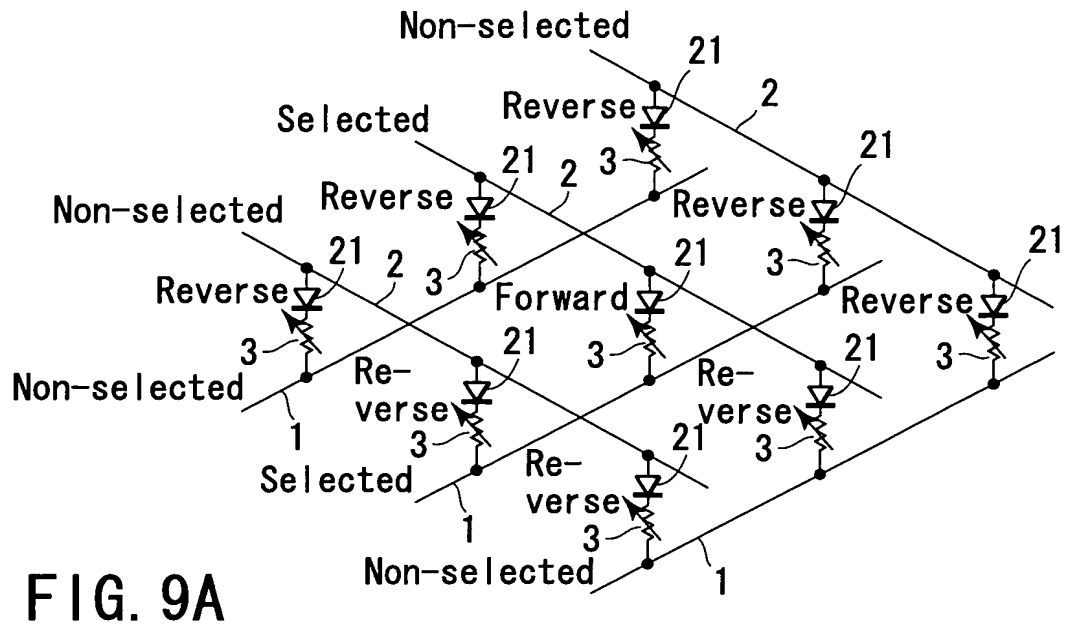 Non-selected
21
2
Reverse
Selected
3
21
21
2
Reverse
Non-selected
Reverse
3
3
21
2
21
21
Reverse
Forward
Reverse
3
3
3
21
21
Non-selected
Re-
verse
Re-
verse
1
3
3
21
Selected
Re-
verse
1
3
Non-selected
1
FIG. 9A